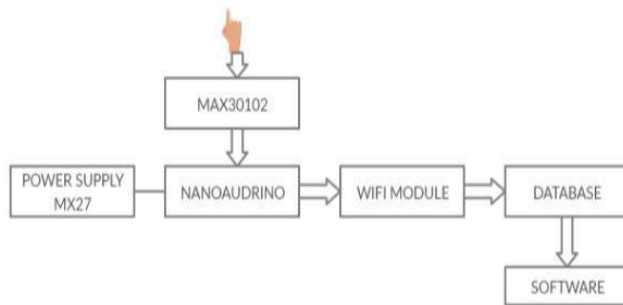 MAX30102
POWER SUPPLY
MX27
NANOAUDRINO
WIFI MODULE
DATABASE
SOFTWARE